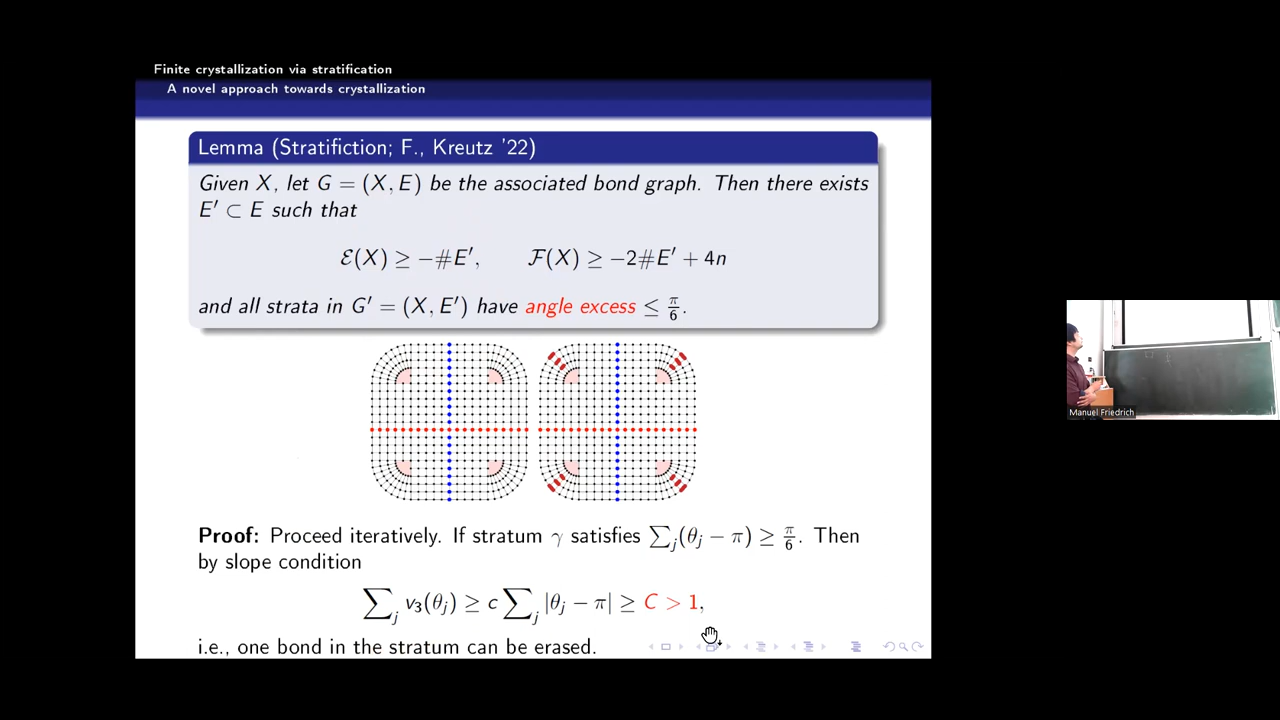 Finite crystallization via stratification
A novel approach towards crystallization
Lemma (Stratifiction; F., Kreutz '22)
Given X, let G = (X, E) be the associated bond graph. Then there exists
E′ ⊂ E such that
ℰ(X) ≥ −#E′, ℱ(X) ≥ −2#E′ + 4n
and all strata in G′ = (X, E′) have angle excess ≤ π/6.
Proof: Proceed iteratively. If stratum γ satisfies ∑_j(θ_j − π) ≥ π/6. Then
by slope condition
∑_j v_3(θ_j) ≥ c ∑_j |θ_j − π| ≥ C > 1,
i.e., one bond in the stratum can be erased.
Manuel Friedrich